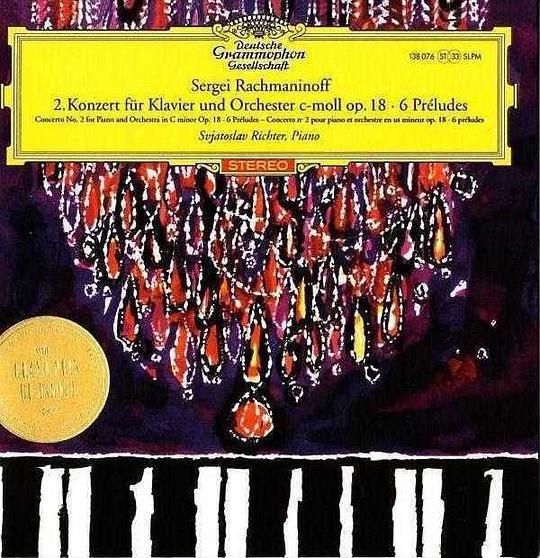 Deutsche
Grammophon
Gesellschaft
138 076 ST 33 SLPM
Sergei Rachmaninoff
2. Konzert für Klavier und Orchester c-moll op. 18 · 6 Préludes
Concerto No. 2 for Piano and Orchestra in C minor Op. 18 · 6 Préludes – Concerto nr 2 pour piano et orchestre en ut mineur op. 18 · 6 préludes
Svjatoslav Richter, Piano
STEREO